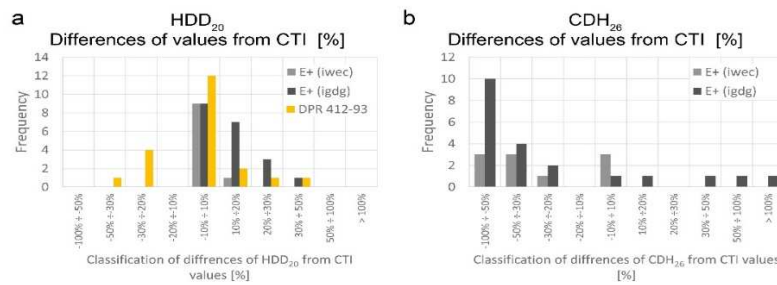 a
HDD20
Differences of values from CTI [%]
14
12
10
8
6
4
2
0
Frequency
E+ (iwec)
E+ (igdg)
DPR 412-93
-100% ÷ -50%
-50% ÷-30%
-30% ÷-20%
-20% ÷-10%
-10% ÷ 10%
10% ÷20%
20% ÷30%
30% ÷ 50%
50% ÷ 100%
> 100%
Classification of diffrences of HDD20 from CTI
values [%]
b
CDH26
Differences of values from CTI [%]
12
10
8
6
4
2
0
Frequency
E+ (iwec)
E+ (igdg)
-100% ÷ -50%
-50% ÷-30%
-30% ÷-20%
-20% ÷-10%
-10% ÷ 10%
10% ÷20%
20% ÷30%
30% ÷ 50%
50% ÷ 100%
> 100%
Classification of diffrences of CDH26 from CTI values
[%]